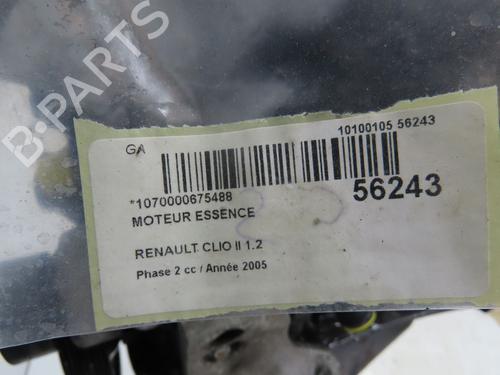 B-PARTS
GA
10100105 56243
*1070000675488
56243
MOTEUR ESSENCE
RENAULT CLIO II 1.2
Phase 2 cc / Année 2005